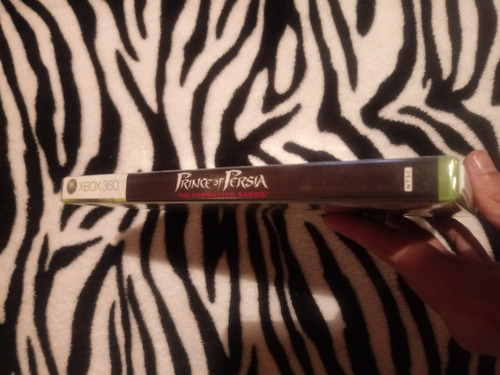 XBOX 360
PRINCE OF PERSIA
THE FORGOTTEN SANDS